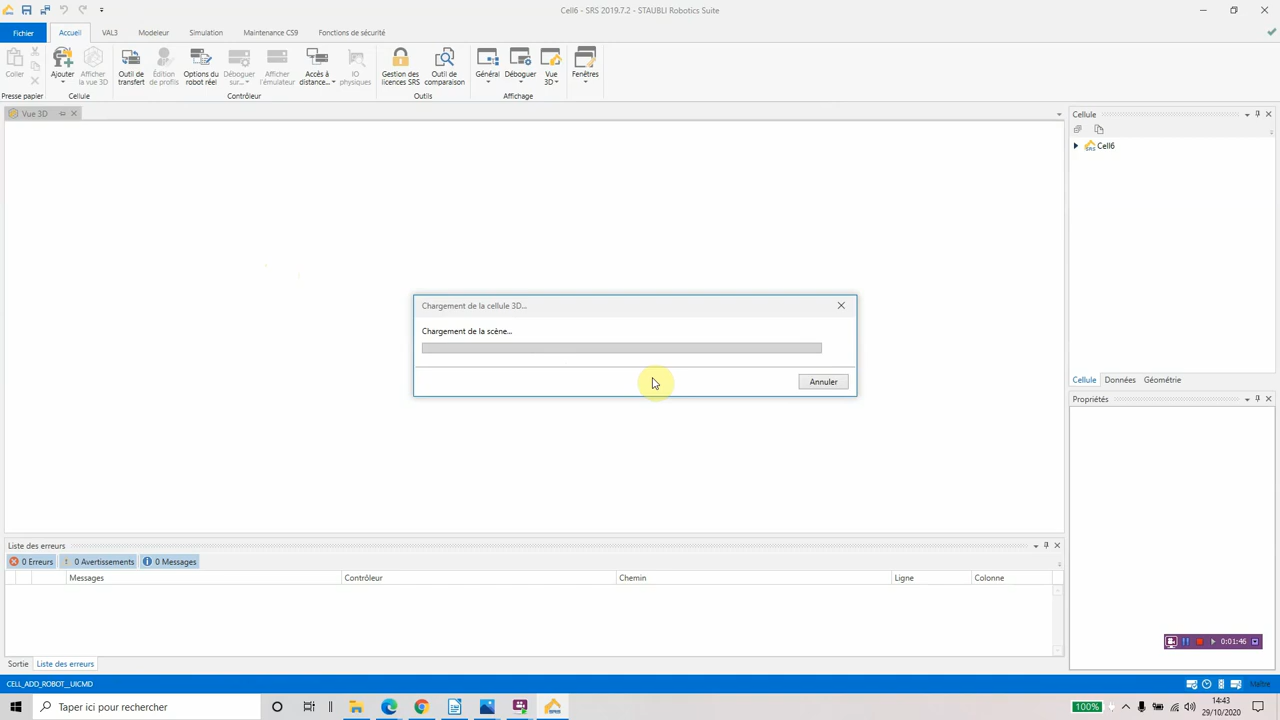 Cell6 - SRS 2019.7.2 - STAUBLI Robotics Suite
Fichier Accueil VAL3 Modeleur Simulation Maintenance CS9 Fonctions de sécurité
Coller
Ajouter
Afficher la vue 3D
Outil de transfert
Édition de profils
Options du robot réel
Déboguer sur...
Afficher l'émulateur
Accès à distance...
IO physiques
Gestion des licences SRS
Outil de comparaison
Général
Déboguer
Vue 3D
Fenêtres
Presse papier Cellule Contrôleur Outils Affichage
Vue 3D
Cellule
SRS Cell6
Chargement de la cellule 3D...
Chargement de la scène...
Annuler
Cellule Données Géométrie
Propriétés
Liste des erreurs
0 Erreurs 0 Avertissements 0 Messages
Messages Contrôleur Chemin Ligne Colonne
0:01:46
Sortie Liste des erreurs
CELL_ADD_ROBOT__UICMD Maître
Taper ici pour rechercher
SRS
100%
14:43
29/10/2020